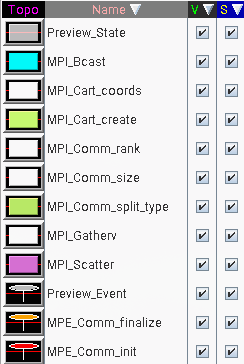 Topo Name V S
Preview_State
MPI_Bcast
MPI_Cart_coords
MPI_Cart_create
MPI_Comm_rank
MPI_Comm_size
MPI_Comm_split_type
MPI_Gatherv
MPI_Scatter
Preview_Event
MPE_Comm_finalize
MPE_Comm_init